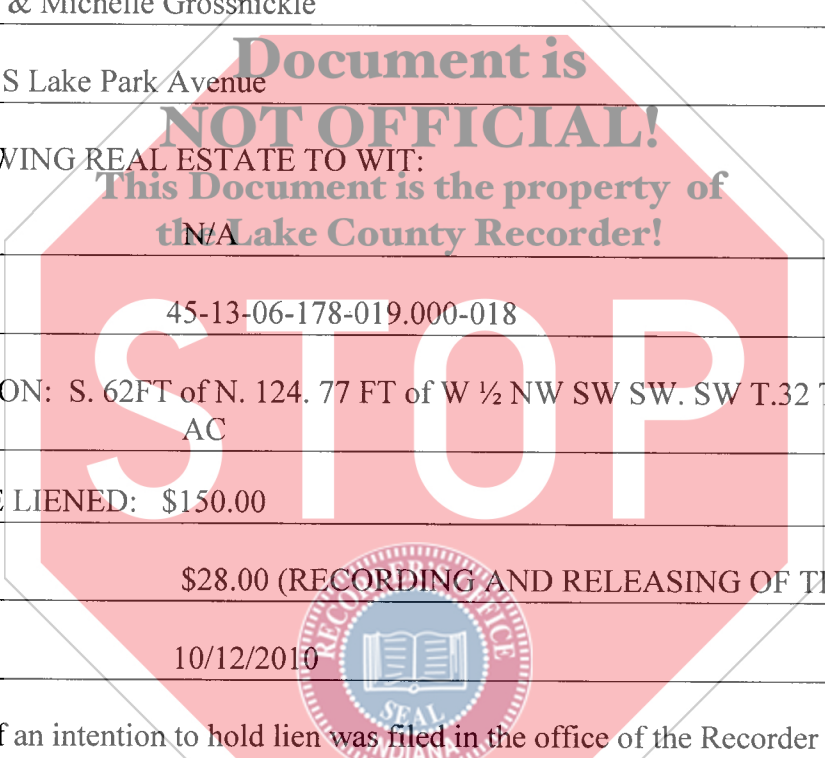 & Michelle Grossnickle
Document is
S Lake Park Avenue
NOT OFFICIAL!
WING REAL ESTATE TO WIT:
This Document is the property of
the Lake County Recorder!
N/A
45-13-06-178-019.000-018
STOP
ON: S. 62FT of N. 124. 77 FT of W ½ NW SW SW. SW T.32
AC
E LIENED: $150.00
$28.00 (RECORDING AND RELEASING OF
RECORDER'S OFFICE
10/12/2010
SEAL
INDIANA
f an intention to hold lien was filed in the office of the Recorder